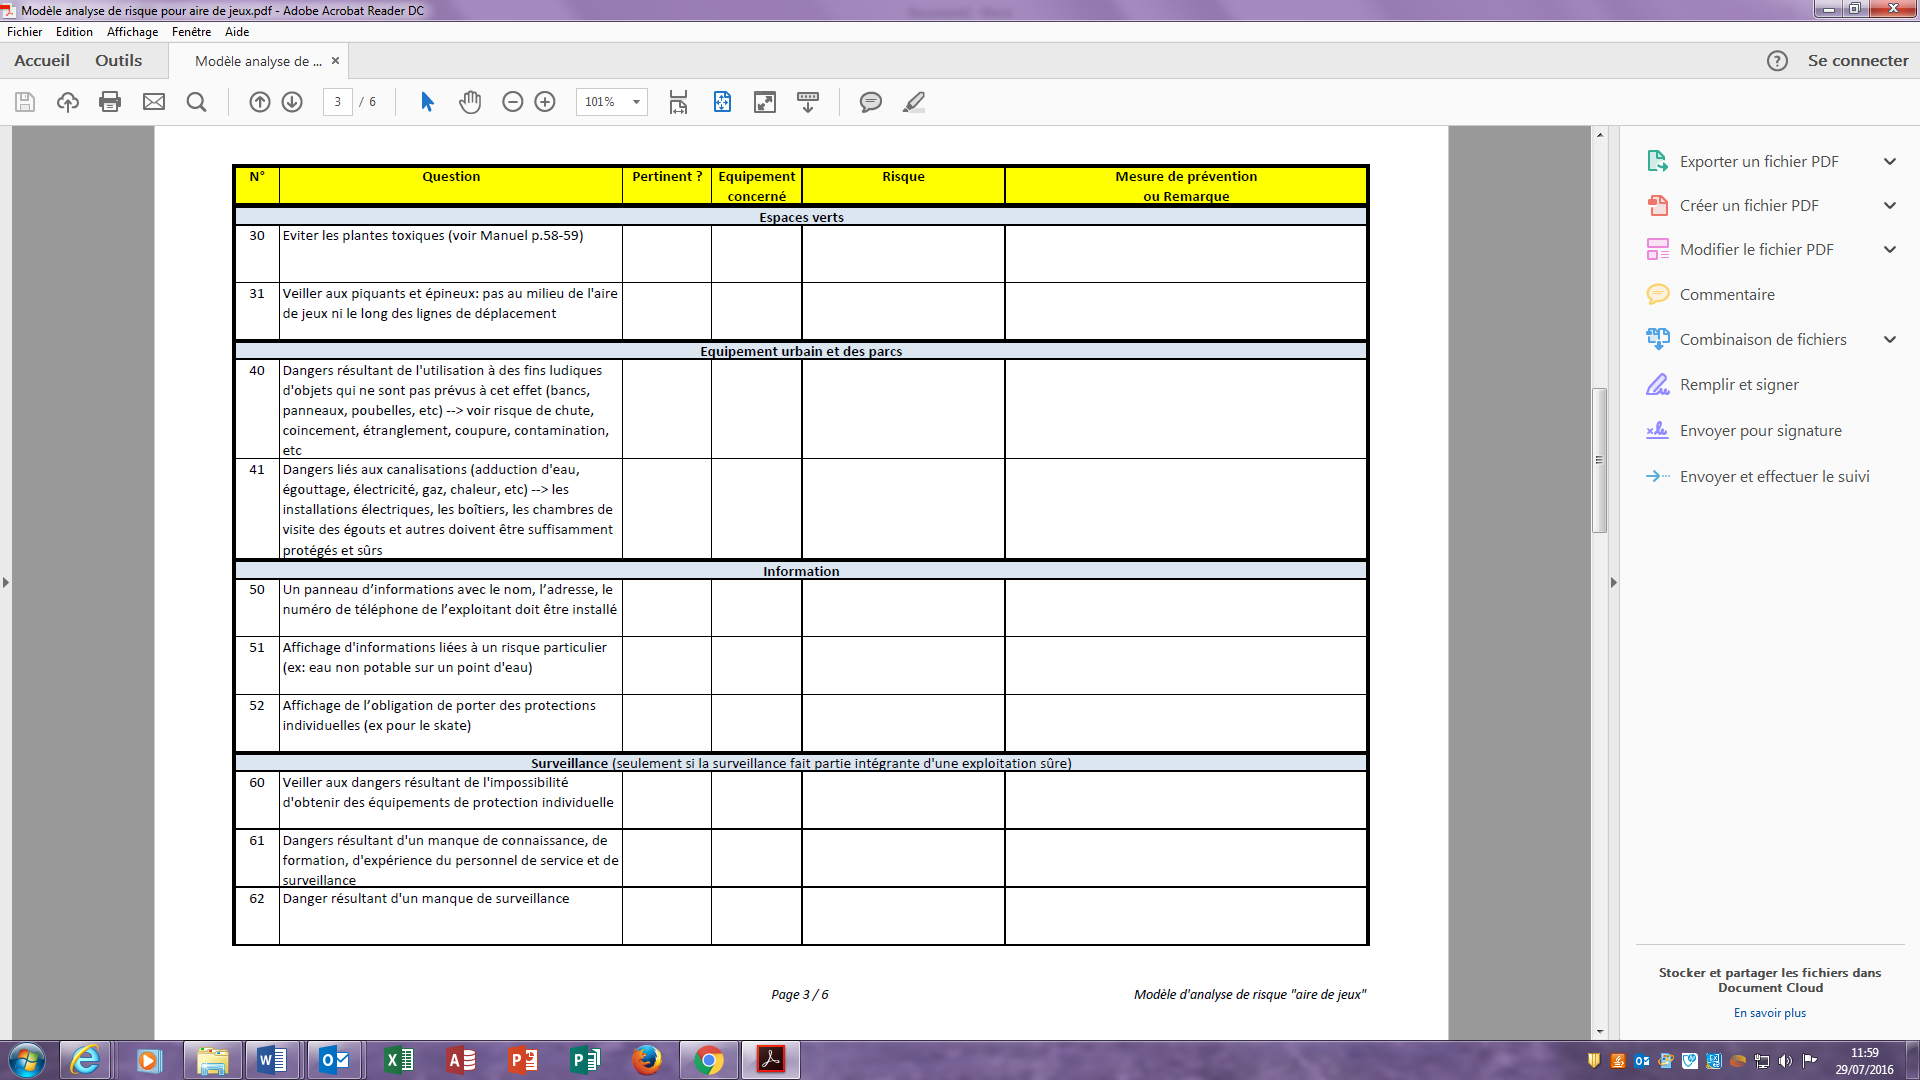 Modèle analyse de risque pour aire de jeux.pdf - Adobe Acrobat Reader DC
Fichier Edition Affichage Fenêtre Aide
Accueil Outils Modèle analyse de ... × Se connecter
3 / 6 101%
N° Question Pertinent ? Equipement concerné Risque Mesure de prévention ou Remarque
Espaces verts
30 Eviter les plantes toxiques (voir Manuel p.58-59)
31 Veiller aux piquants et épineux: pas au milieu de l'aire
de jeux ni le long des lignes de déplacement
Equipement urbain et des parcs
40 Dangers résultant de l'utilisation à des fins ludiques
d'objets qui ne sont pas prévus à cet effet (bancs,
panneaux, poubelles, etc) --> voir risque de chute,
coincement, étranglement, coupure, contamination,
etc
41 Dangers liés aux canalisations (adduction d'eau,
égouttage, électricité, gaz, chaleur, etc) --> les
installations électriques, les boîtiers, les chambres de
visite des égouts et autres doivent être suffisamment
protégés et sûrs
Information
50 Un panneau d’informations avec le nom, l’adresse, le
numéro de téléphone de l’exploitant doit être installé
51 Affichage d'informations liées à un risque particulier
(ex: eau non potable sur un point d'eau)
52 Affichage de l’obligation de porter des protections
individuelles (ex pour le skate)
Surveillance (seulement si la surveillance fait partie intégrante d'une exploitation sûre)
60 Veiller aux dangers résultant de l'impossibilité
d'obtenir des équipements de protection individuelle
61 Dangers résultant d'un manque de connaissance, de
formation, d'expérience du personnel de service et de
surveillance
62 Danger résultant d'un manque de surveillance
Page 3 / 6 Modèle d'analyse de risque "aire de jeux"
Exporter un fichier PDF
Créer un fichier PDF
Modifier le fichier PDF
Commentaire
Combinaison de fichiers
Remplir et signer
Envoyer pour signature
Envoyer et effectuer le suivi
Stocker et partager les fichiers dans
Document Cloud
En savoir plus
11:59
29/07/2016